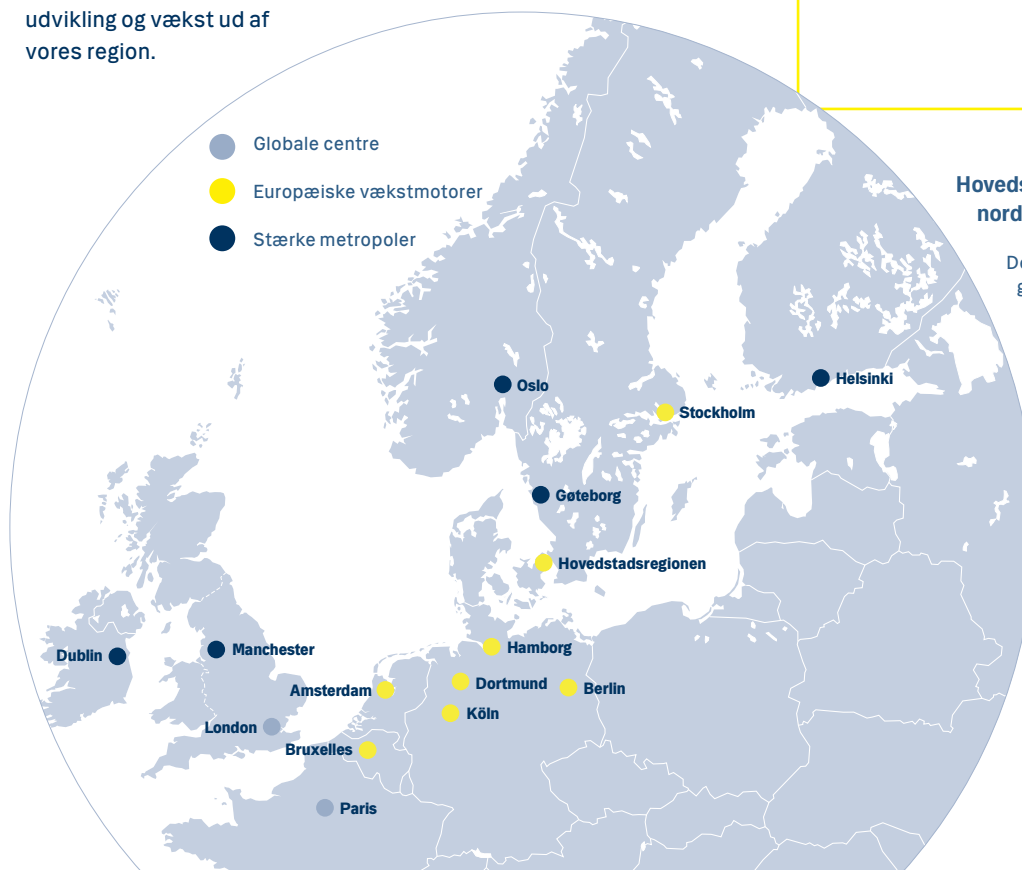 udvikling og vækst ud af
vores region.
Globale centre
Europæiske vækstmotorer
Stærke metropoler
Oslo
Helsinki
Stockholm
Gøteborg
Hovedstadsregionen
Dublin
Manchester
Hamborg
Amsterdam
Dortmund
Berlin
London
Köln
Bruxelles
Paris